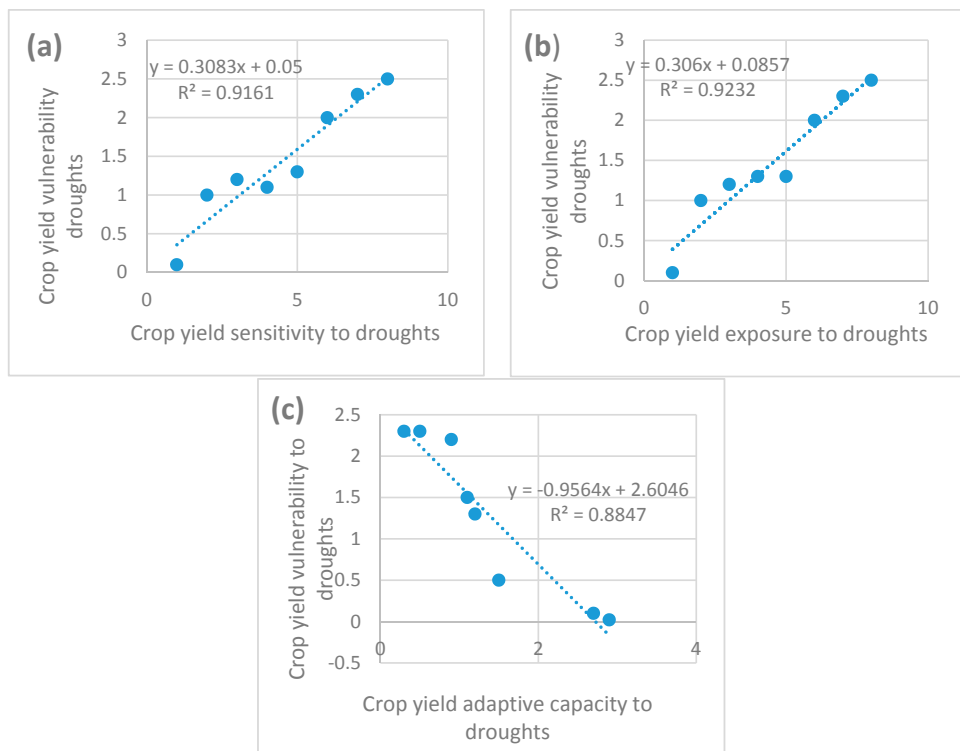 (a)
3
2.5
2
1.5
1
0.5
0
y = 0.3083x + 0.05
R² = 0.9161
Crop yield vulnerability
droughts
0 5 10
Crop yield sensitivity to droughts
(b)
3
2.5
2
1.5
1
0.5
0
y = 0.306x + 0.0857
R² = 0.9232
Crop yield vulnerability
droughts
0 5 10
Crop yield exposure to droughts
(c)
2.5
2
1.5
1
0.5
0
-0.5
y = -0.9564x + 2.6046
R² = 0.8847
Crop yield vulnerability to
droughts
0 2 4
Crop yield adaptive capacity to
droughts